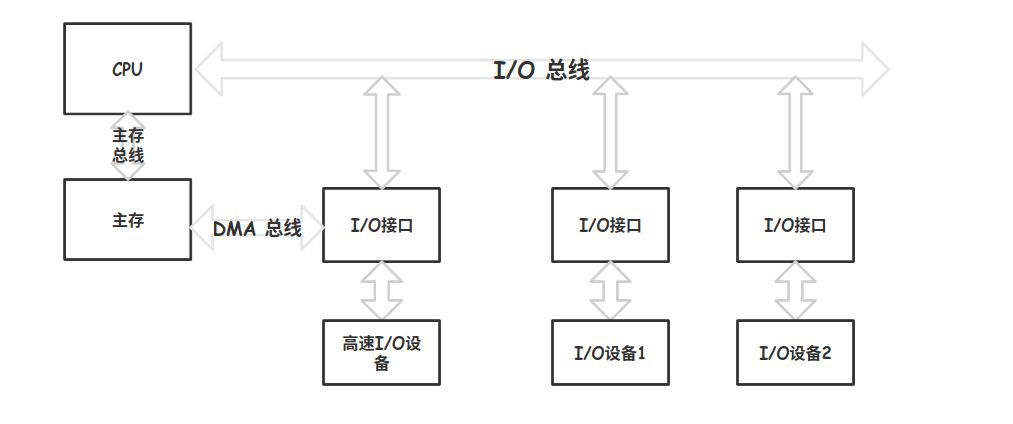 CPU
I/O 总线
主存
总线
主存
DMA 总线
I/O接口
I/O接口
I/O接口
高速I/O设
备
I/O设备1
I/O设备2